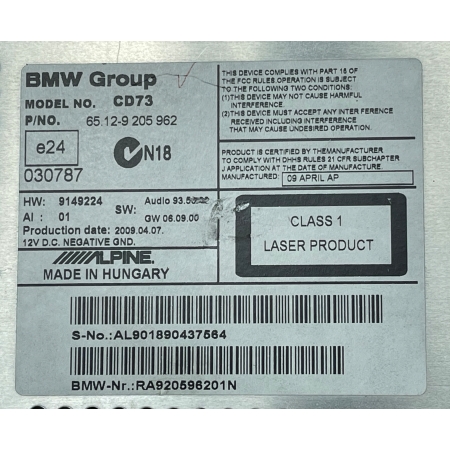 BMW Group
MODEL NO. CD73
P/NO. 65.12-9 205 962
e24
N18
030787
THIS DEVICE COMPLIES WITH PART 15 OF
THE FCC RULES.OPERATION IS SUBJECT
TO THE FOLLOWING TWO CONDITIONS:
(1)THIS DEVICE MAY NOT CAUSE HARMFUL
INTERFERENCE.
(2)THIS DEVICE MUST ACCEPT ANY INTER FERENCE
RECEIVED INCLUDING INTERFERENCE
THAT MAY CAUSE UNDESIRED OPERATION.
PRODUCT IS CERTIFIED BY THEMANUFACTURER
TO COMPLY WITH DHHS RULES 21 CFR SUBCHAPTER
J APPLICATION AT THE DATE OF MANUFACTURE.
MANUFACTURED: 09 APRIL AP
HW: 9149224
AI : 01
SW: Audio
GW 06.09.00
Production date: 2009.04.07.
12V D.C. NEGATIVE GND.
ALPINE
MADE IN HUNGARY
CLASS 1
LASER PRODUCT
S-No.:AL901890437564
BMW-Nr.:RA920596201N